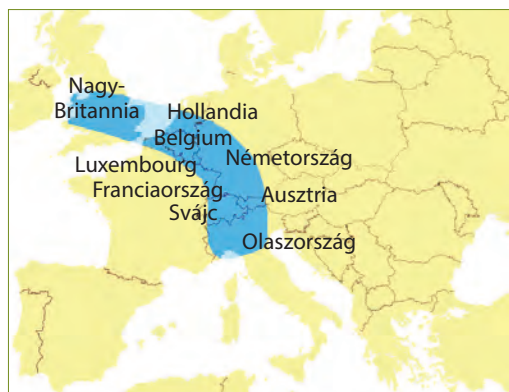 Nagy-
Britannia
Hollandia
Belgium
Németország
Luxembourg
Franciaország
Ausztria
Svájc
Olaszország